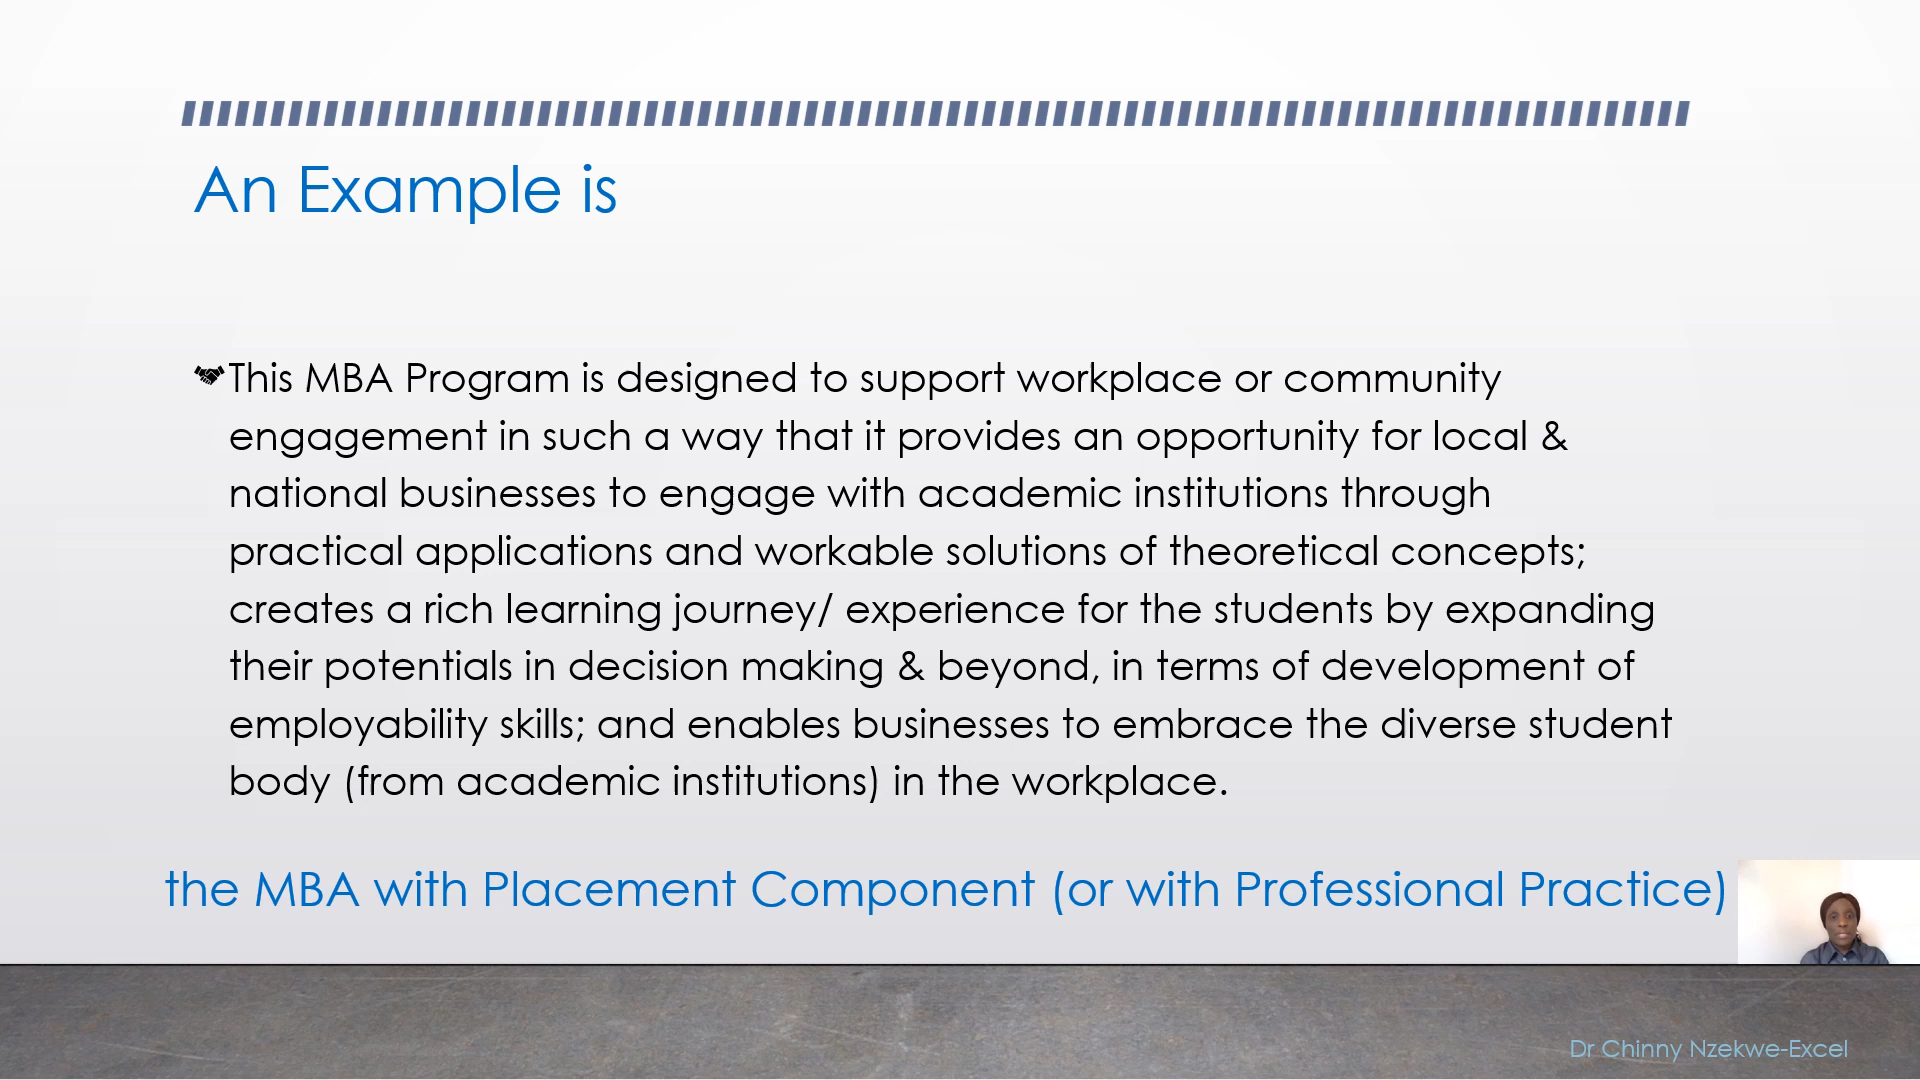 An Example is
This MBA Program is designed to support workplace or community
engagement in such a way that it provides an opportunity for local &
national businesses to engage with academic institutions through
practical applications and workable solutions of theoretical concepts;
creates a rich learning journey/ experience for the students by expanding
their potentials in decision making & beyond, in terms of development of
employability skills; and enables businesses to embrace the diverse student
body (from academic institutions) in the workplace.
the MBA with Placement Component (or with Professional Practice)
Dr Chinny Nzekwe-Excel